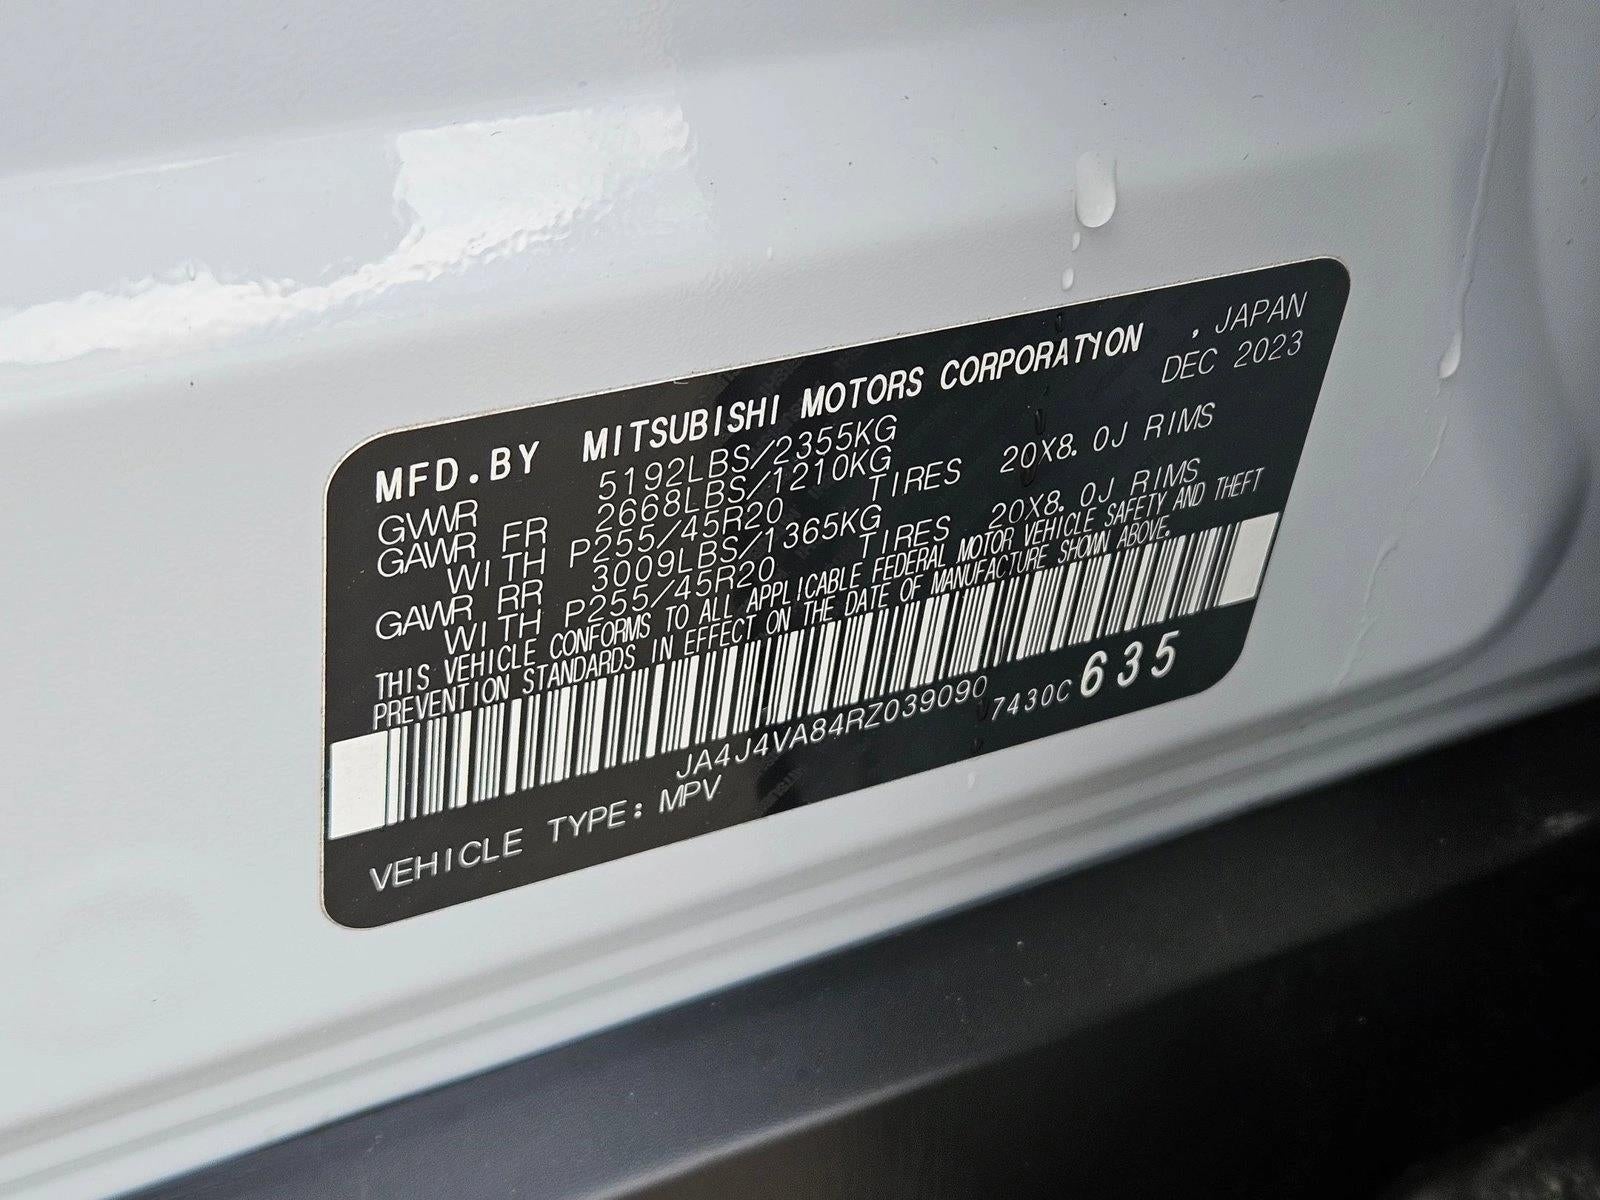 MFD.BY MITSUBISHI MOTORS CORPORATION , JAPAN
DEC 2023
GVWR 5192LBS/2355KG
GAWR FR 2668LBS/1210KG
WITH P255/45R20 TIRES 20X8.0J RIMS
GAWR RR 3009LBS/1365KG
WITH P255/45R20 TIRES 20X8.0J RIMS
THIS VEHICLE CONFORMS TO ALL APPLICABLE FEDERAL MOTOR VEHICLE SAFETY AND THEFT
PREVENTION STANDARDS IN EFFECT ON THE DATE OF MANUFACTURE SHOWN ABOVE.
JA4J4VA84RZ039090 7430C 635
VEHICLE TYPE: MPV